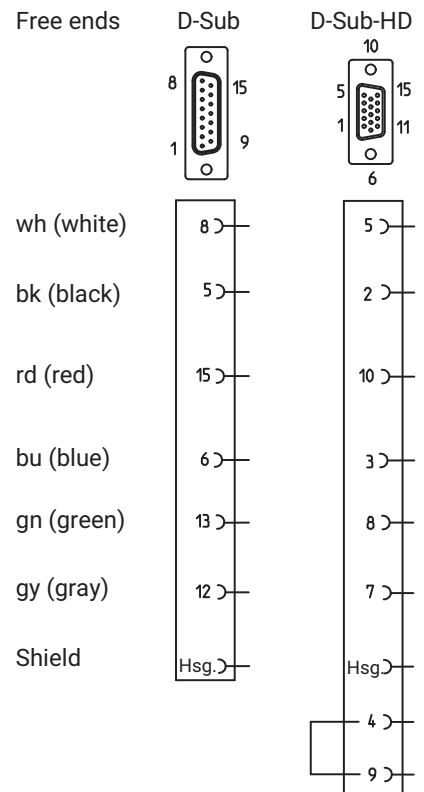 Free ends D-Sub D-Sub-HD
10
8 15 5 15
1 9 1 11
6
wh (white) 8 5
bk (black) 5 2
rd (red) 15 10
bu (blue) 6 3
gn (green) 13 8
gy (gray) 12 7
Shield Hsg. Hsg.
4
9